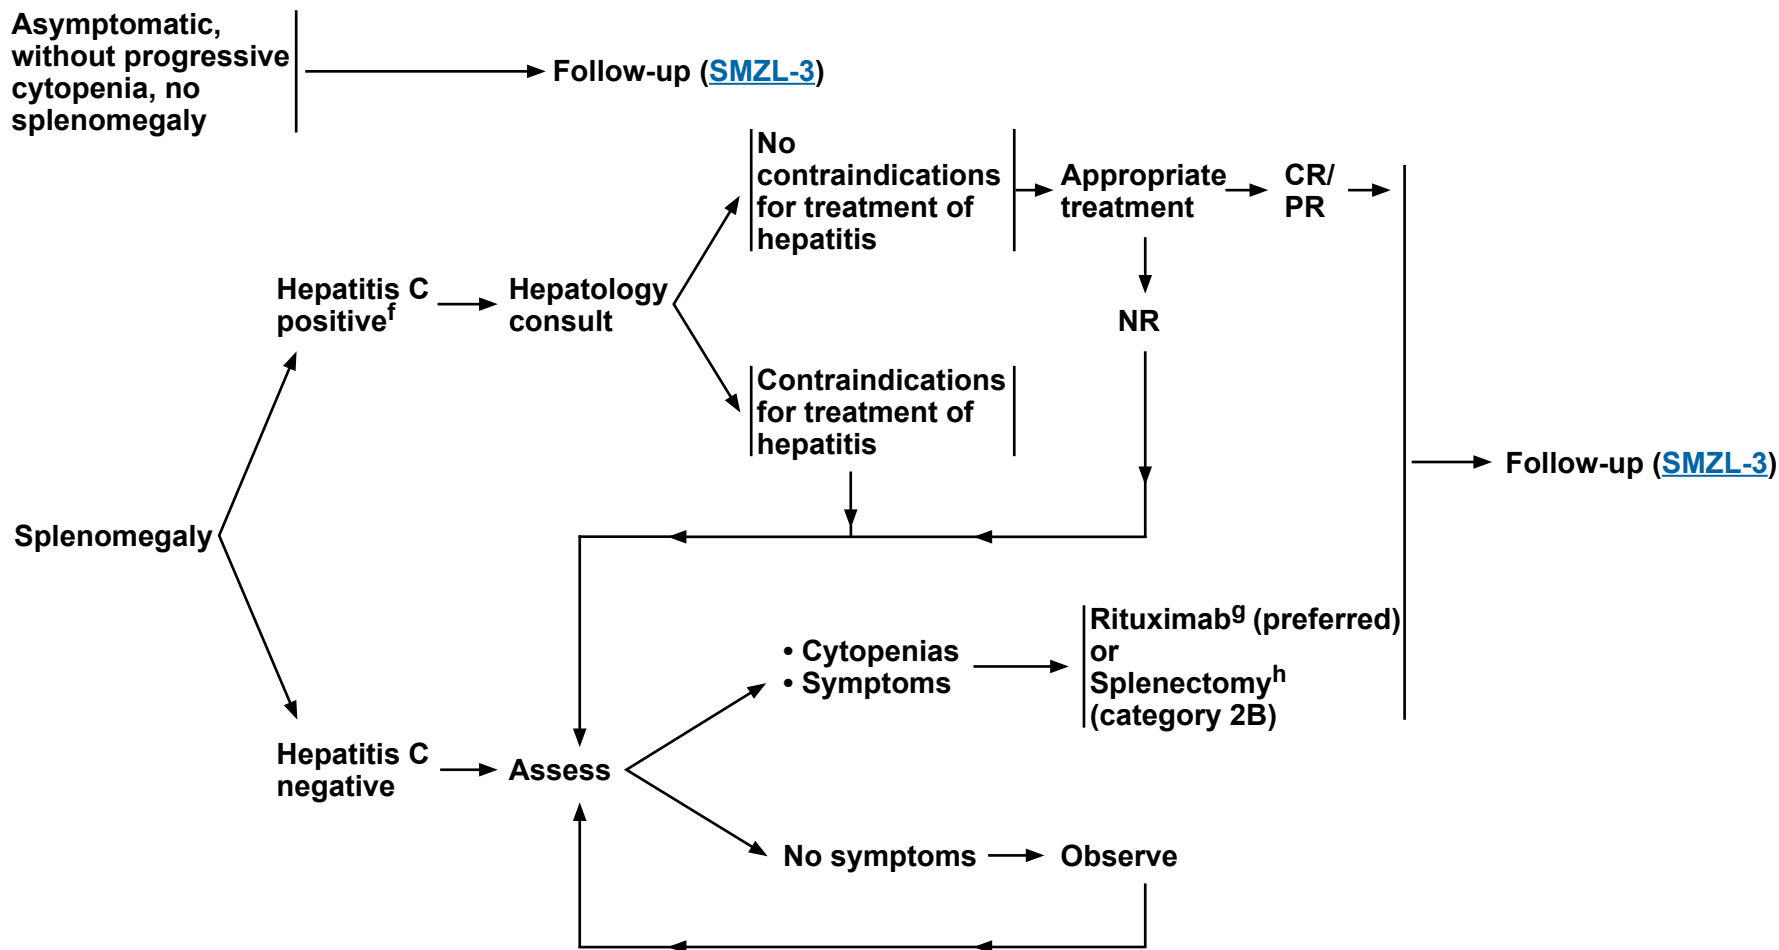 Asymptomatic,
without progressive
cytopenia, no
splenomegaly
Follow-up (SMZL-3)
No
contraindications
for treatment of
hepatitis
Appropriate
treatment
CR/
PR
Hepatitis C
positivef
Hepatology
consult
NR
Contraindications
for treatment of
hepatitis
Follow-up (SMZL-3)
Splenomegaly
• Cytopenias
• Symptoms
Rituximabg (preferred)
or
Splenectomyh
(category 2B)
Hepatitis C
negative
Assess
No symptoms
Observe